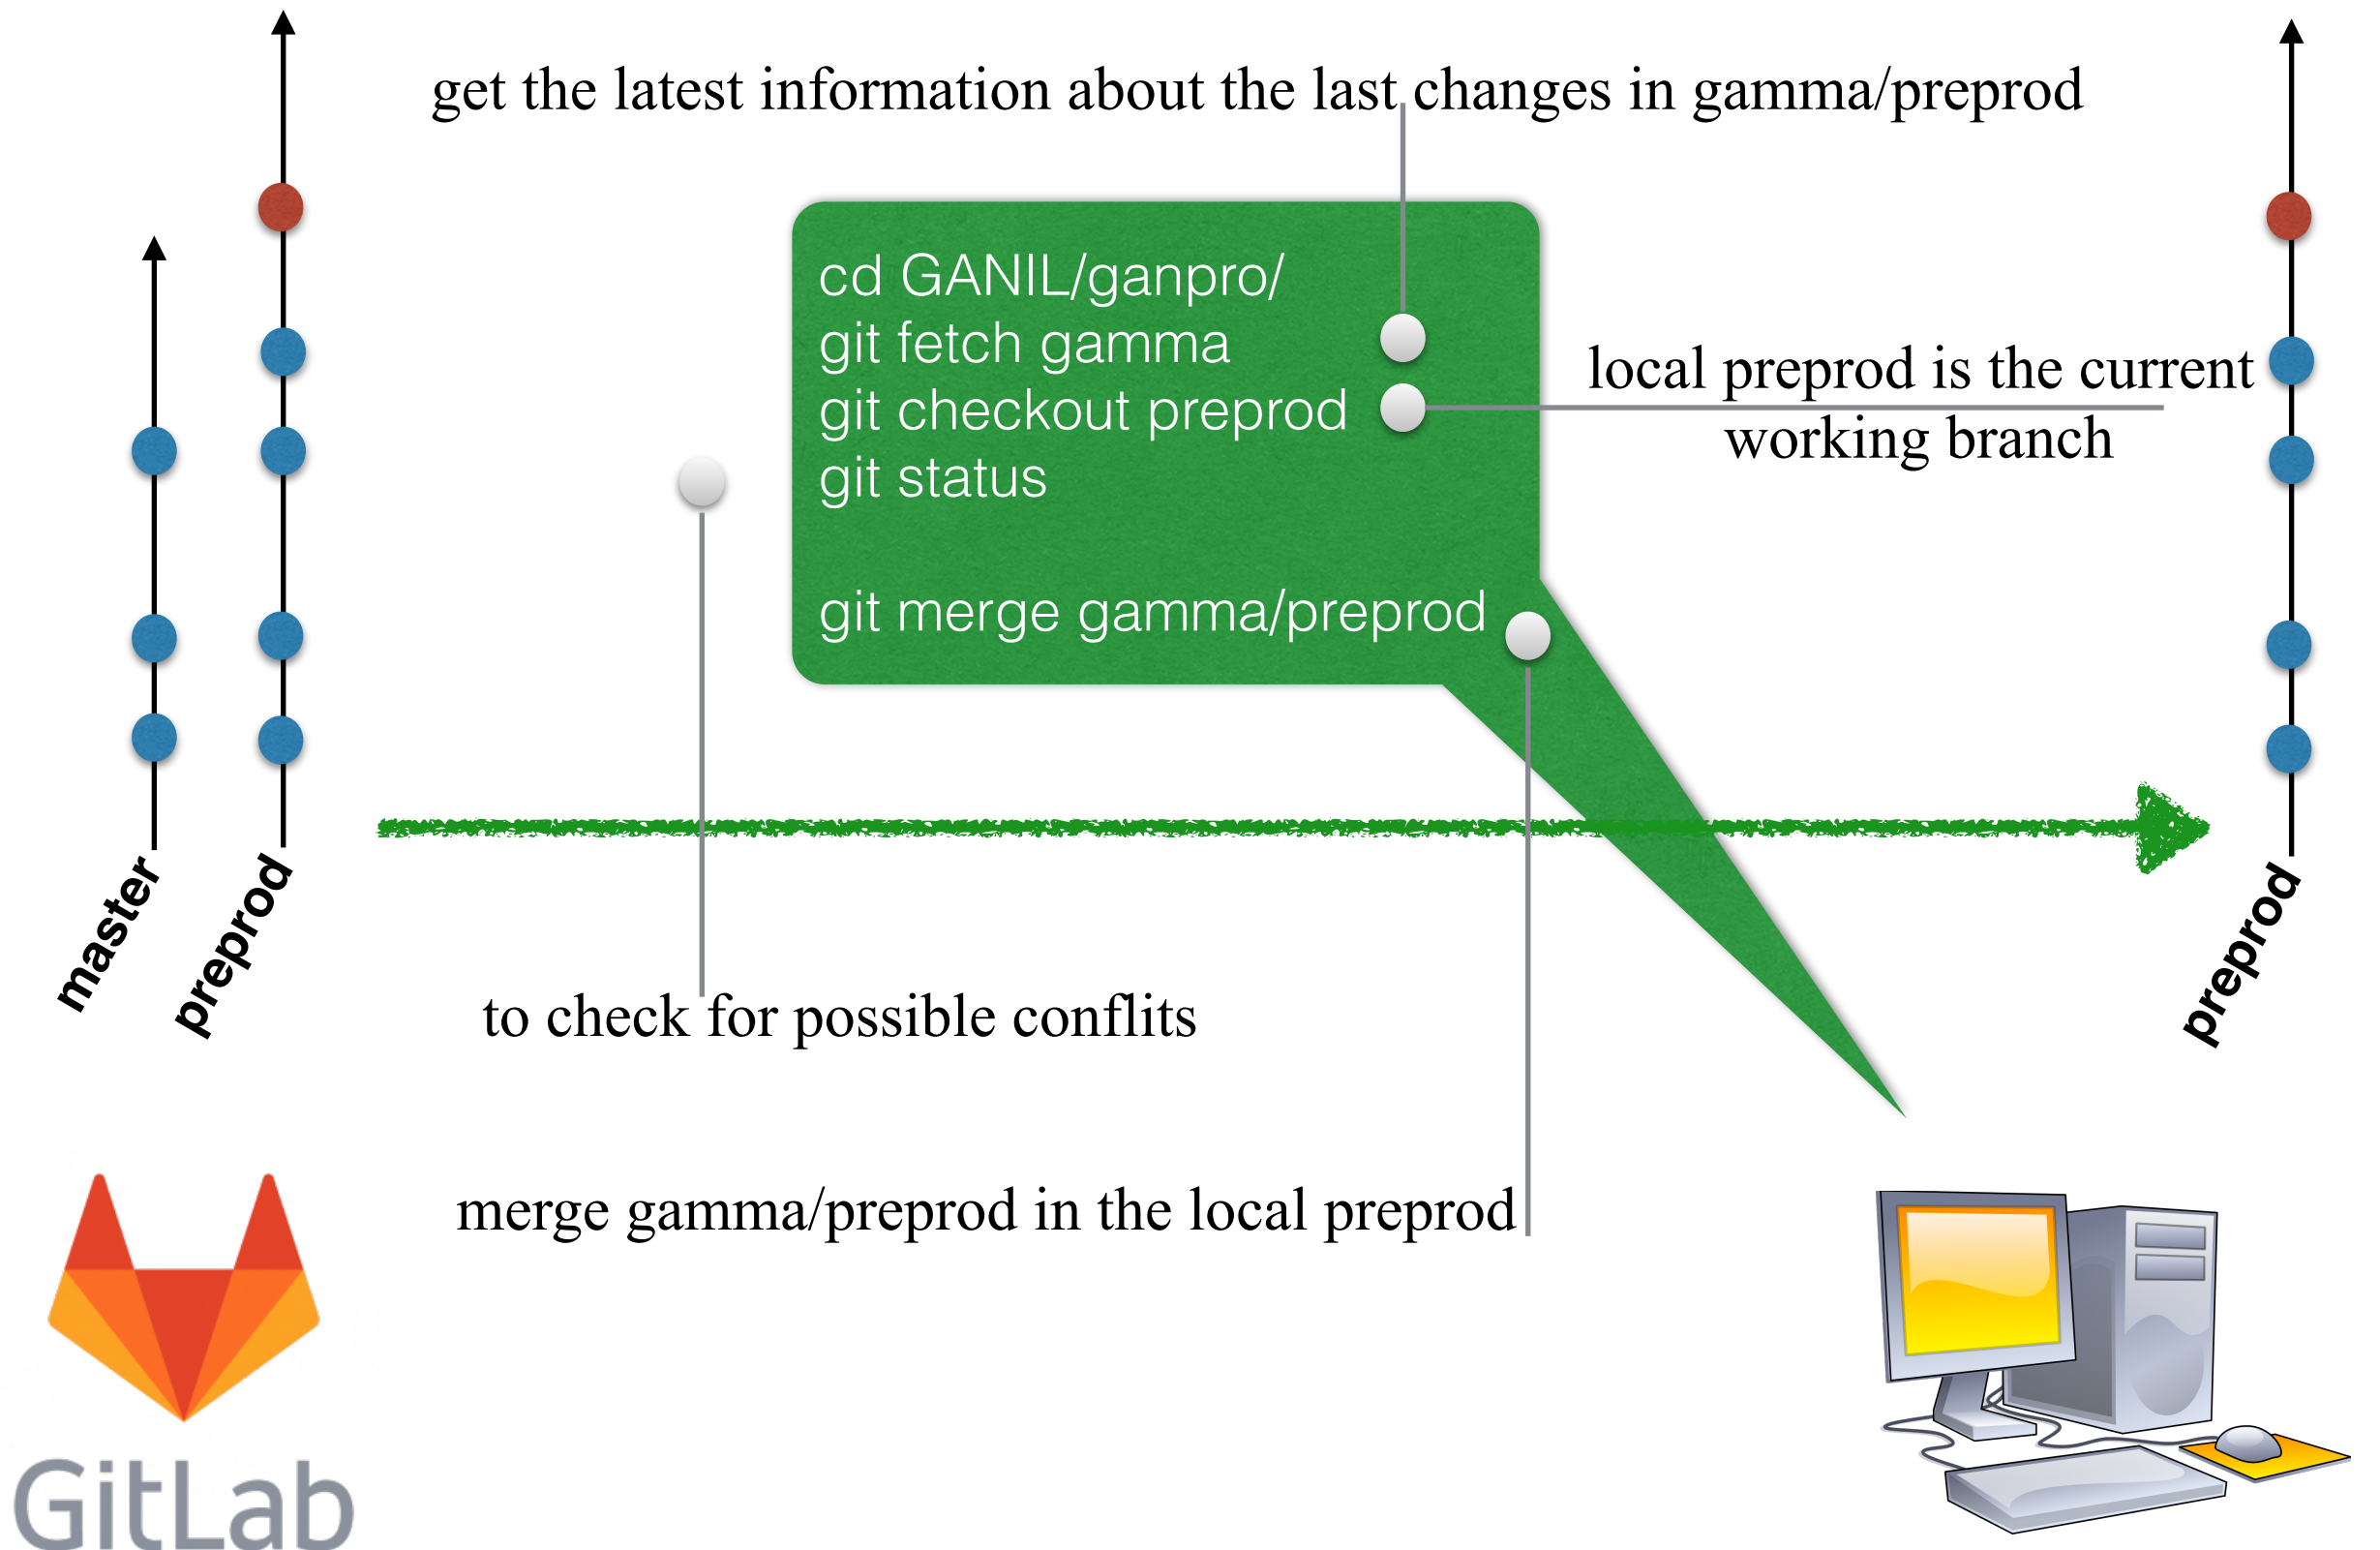 get the latest information about the last changes in gamma/preprod
cd GANIL/ganpro/
git fetch gamma
git checkout preprod
git status
git merge gamma/preprod
local preprod is the current
working branch
master
preprod
preprod
to check for possible conflits
merge gamma/preprod in the local preprod
GitLab